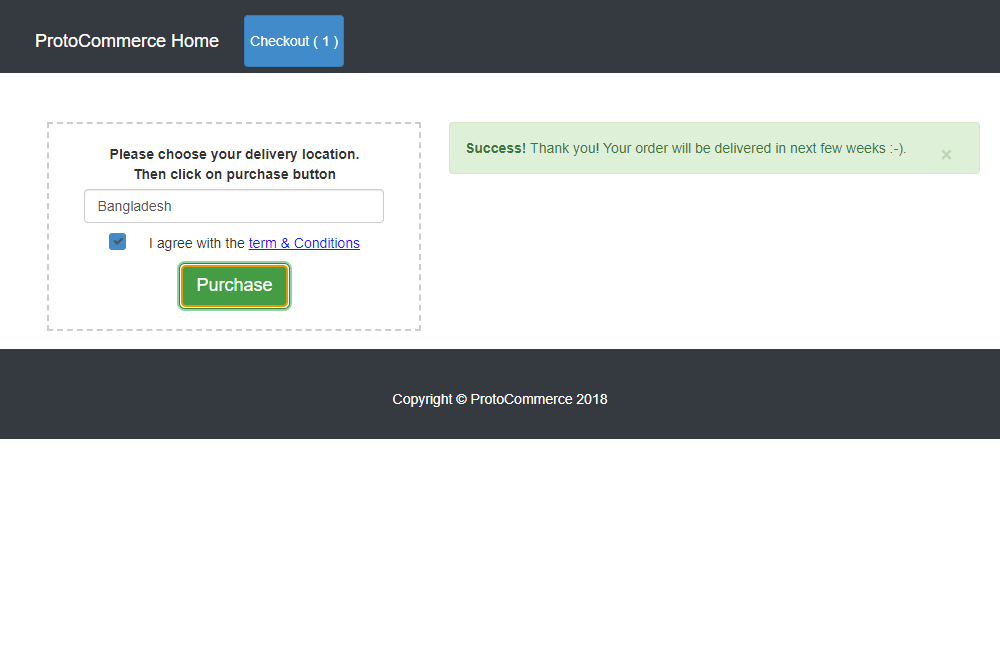 ProtoCommerce Home
Checkout ( 1 )
Please choose your delivery location.
Then click on purchase button
Bangladesh
I agree with the term & Conditions
Purchase
Success! Thank you! Your order will be delivered in next few weeks :-).
×
Copyright © ProtoCommerce 2018